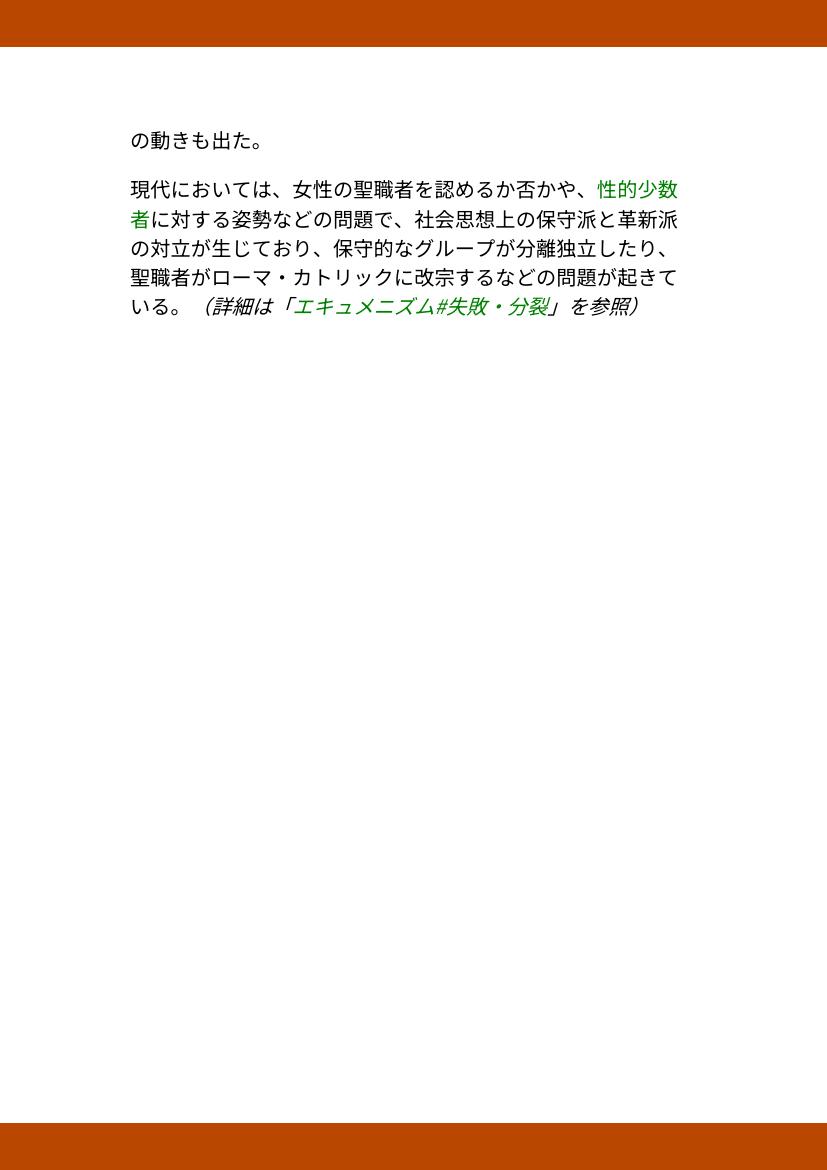 の動きも出た。
現代においては、女性の聖職者を認めるか否かや、性的少数
者に対する姿勢などの問題で、社会思想上の保守派と革新派
の対立が生じており、保守的なグループが分離独立したり、
聖職者がローマ・カトリックに改宗するなどの問題が起きて
いる。（詳細は「エキュメニズム#失敗・分裂」を参照）